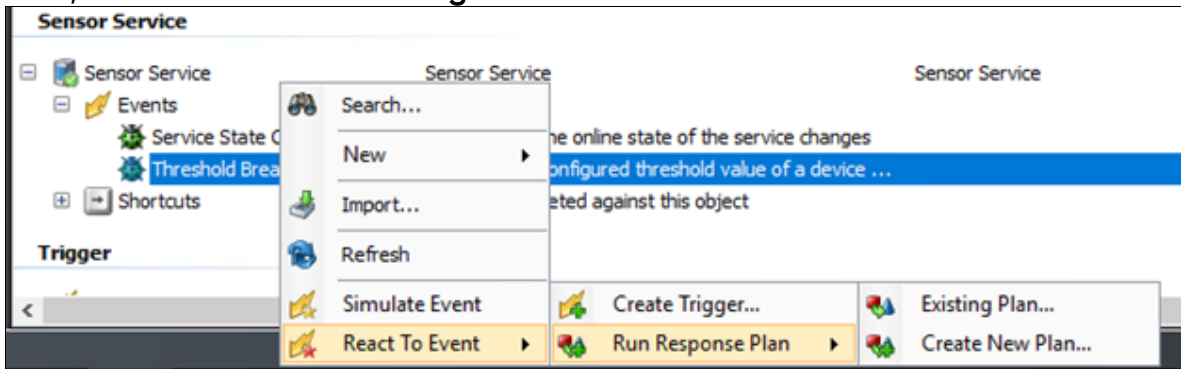 Sensor Service
Sensor Service Sensor Service Sensor Service
Events
Search...
Service State he online state of the service changes
New
Threshold Brea onfigured threshold value of a device ...
Shortcuts eted against this object
Import...
Trigger
Refresh
Simulate Event Create Trigger... Existing Plan...
React To Event Run Response Plan Create New Plan...